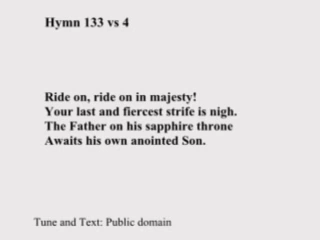 Hymn 133 vs 4
Ride on, ride on in majesty!
Your last and fiercest strife is nigh.
The Father on his sapphire throne
Awaits his own anointed Son.
Tune and Text: Public domain